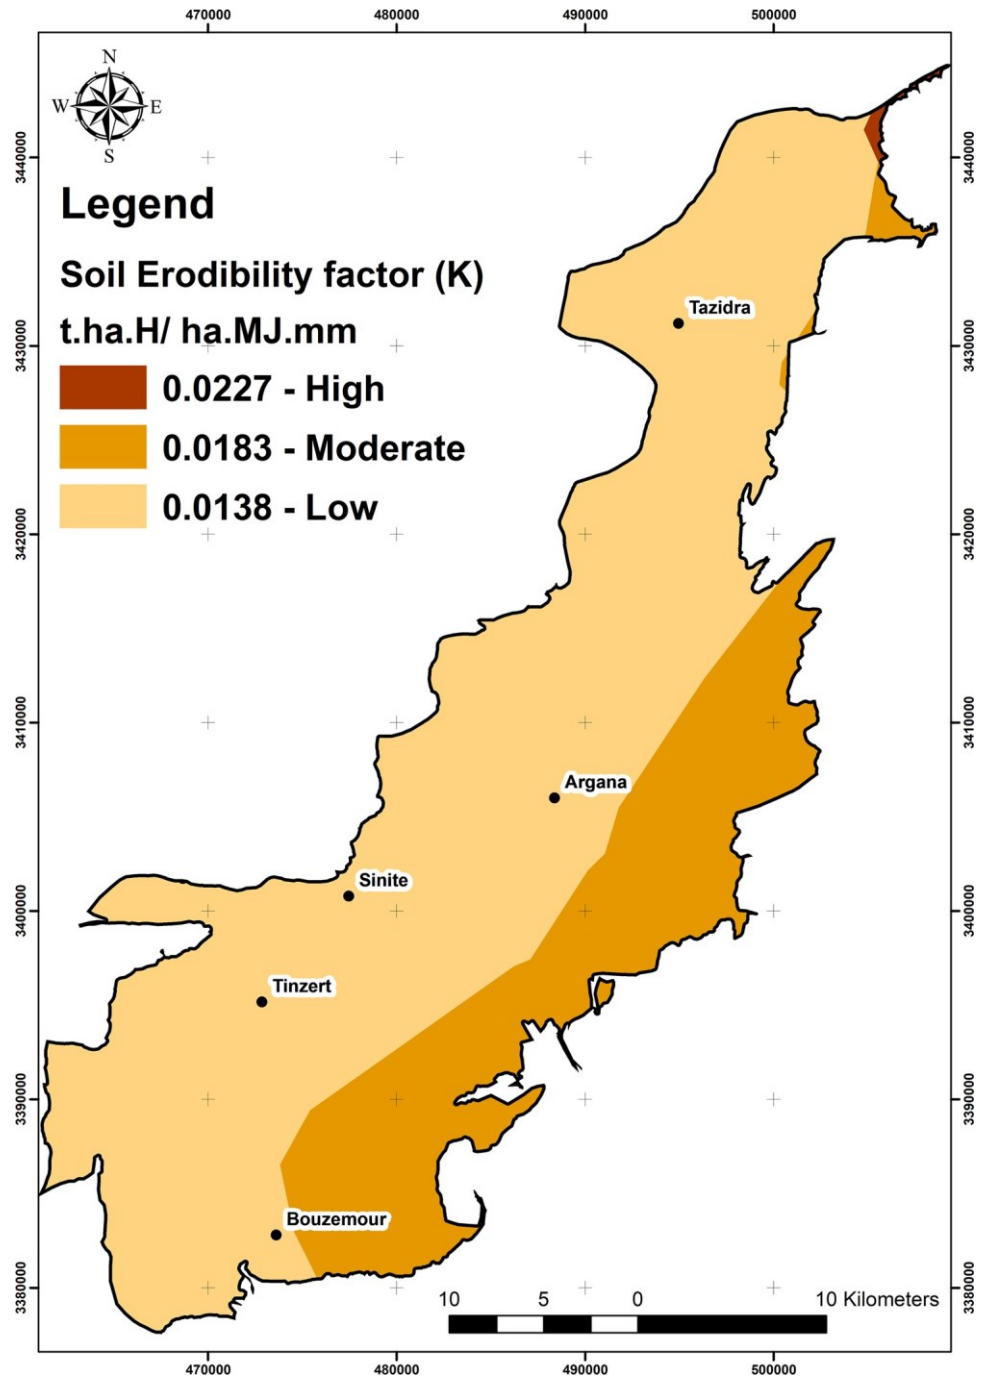 470000 480000 490000 500000
N
W E
S
3440000 3440000
Legend
Soil Erodibility factor (K)
t.ha.H/ ha.MJ.mm
Tazidra
3430000 3430000
0.0227 - High
0.0183 - Moderate
0.0138 - Low
3420000 3420000
3410000 3410000
Argana
Sinite
3400000 3400000
Tinzert
3390000 3390000
Bouzemour
3380000 3380000
10 5 0 10 Kilometers
470000 480000 490000 500000